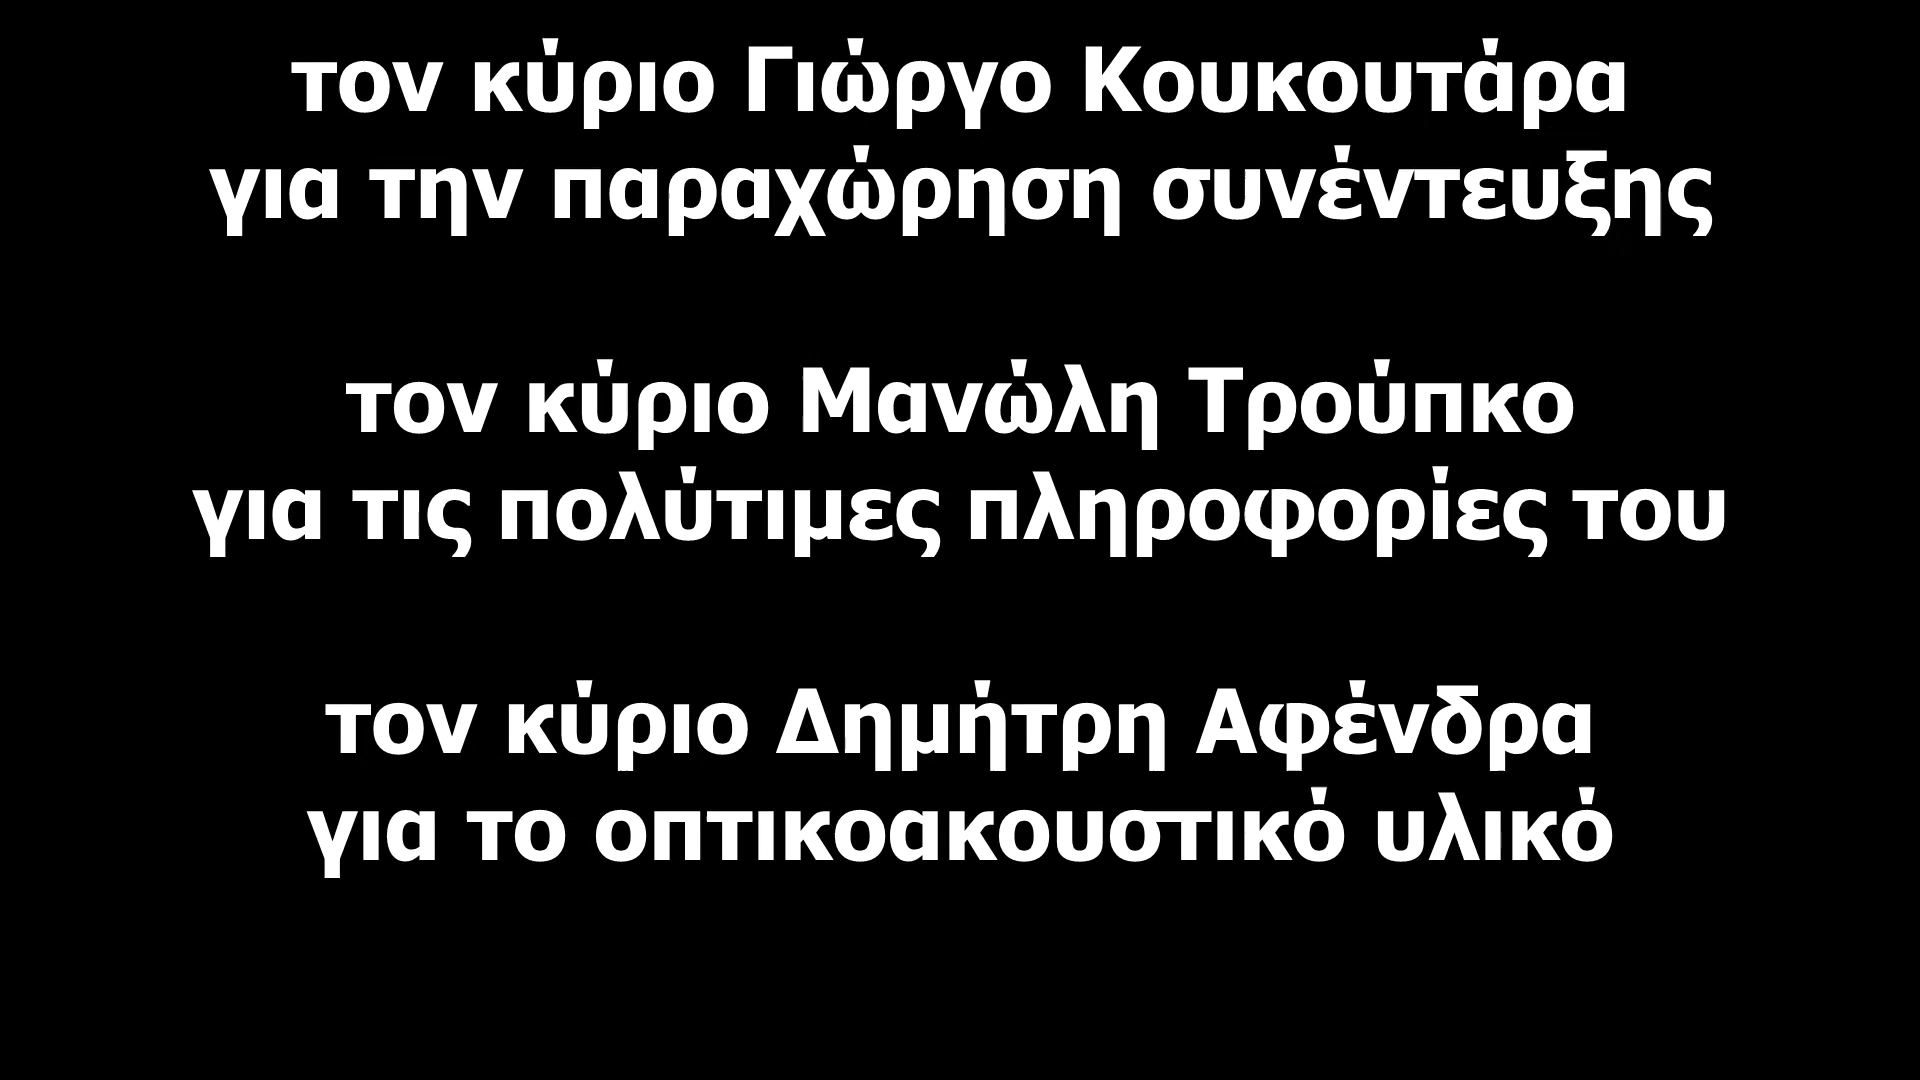 τον κύριο Γιώργο Κουκουτάρα
για την παραχώρηση συνέντευξης
τον κύριο Μανώλη Τρούπκο
για τις πολύτιμες πληροφορίες του
τον κύριο Δημήτρη Αφένδρα
για το οπτικοακουστικό υλικό